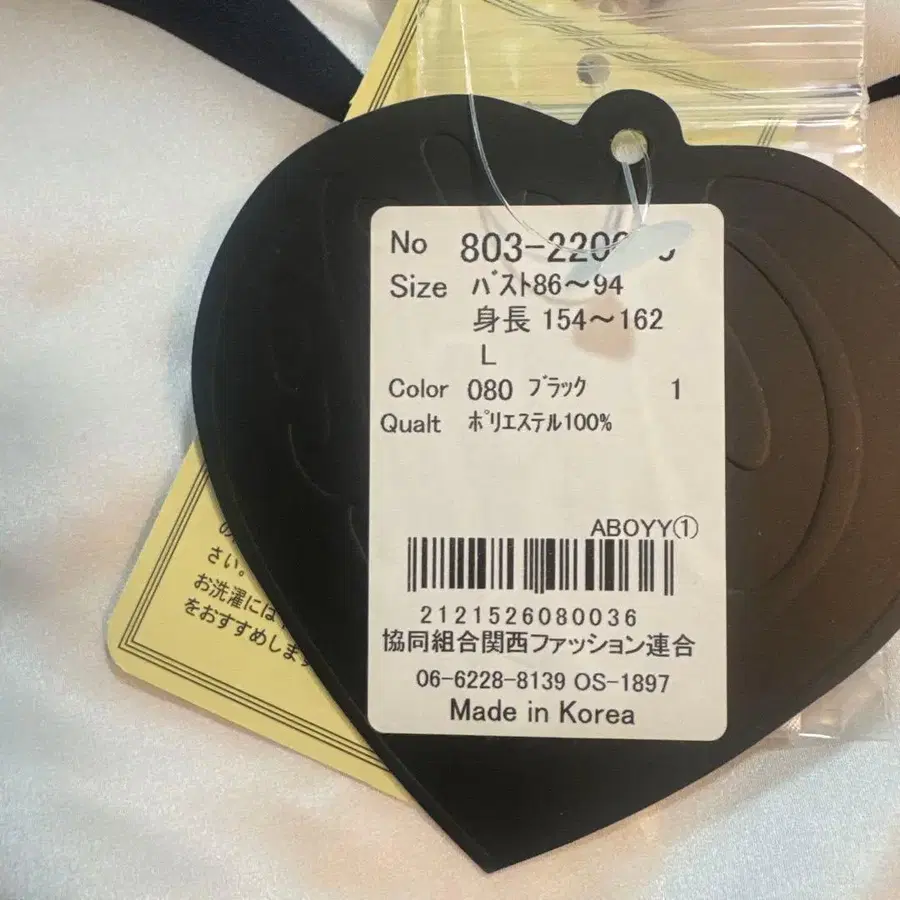 No 803-220
Size バスト86～94
身長 154～162
L
Color 080 ブラック 1
Qualt ポリエステル100%
ABOYY①
2121526080036
協同組合関西ファッション連合
06-6228-8139 OS-1897
Made in Korea
さい。
お洗濯には
をおすすめします